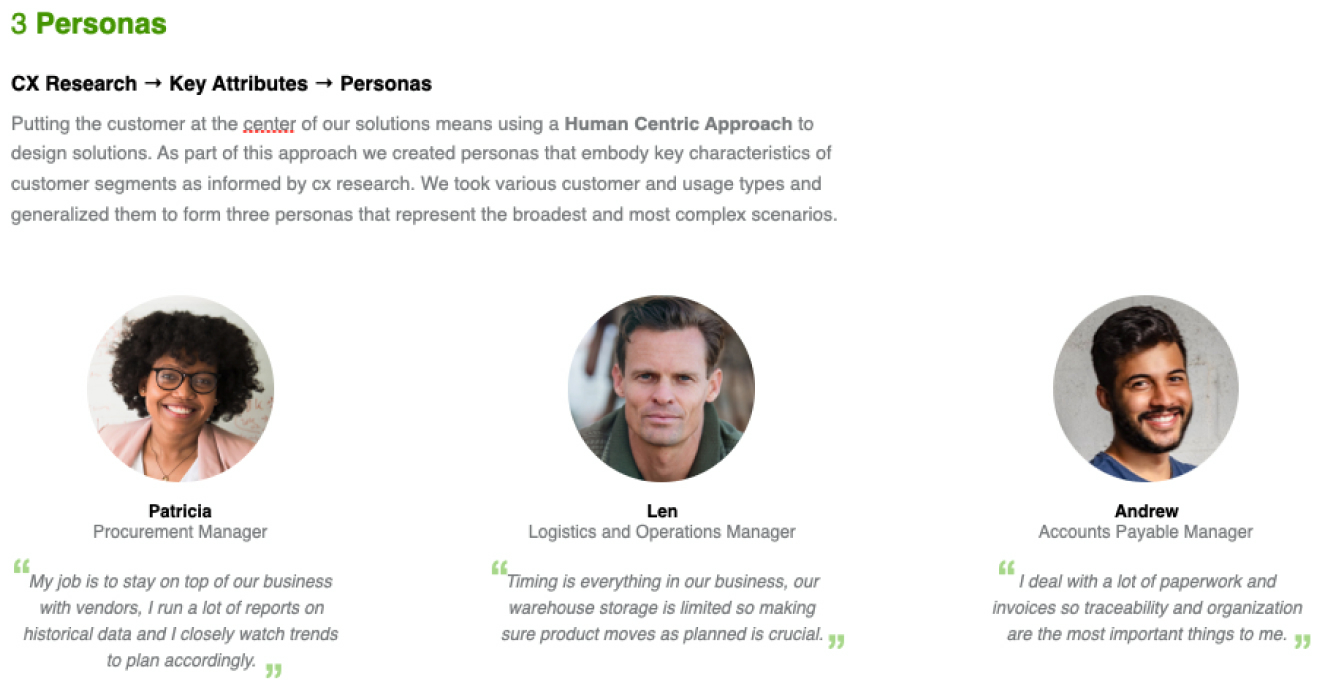 3 Personas
CX Research → Key Attributes → Personas
Putting the customer at the center of our solutions means using a Human Centric Approach to
design solutions. As part of this approach we created personas that embody key characteristics of
customer segments as informed by cx research. We took various customer and usage types and
generalized them to form three personas that represent the broadest and most complex scenarios.
Patricia
Procurement Manager
“My job is to stay on top of our business
with vendors, I run a lot of reports on
historical data and I closely watch trends
to plan accordingly. ”
Len
Logistics and Operations Manager
“Timing is everything in our business, our
warehouse storage is limited so making
sure product moves as planned is crucial. ”
Andrew
Accounts Payable Manager
“ I deal with a lot of paperwork and
invoices so traceability and organization
are the most important things to me. ”